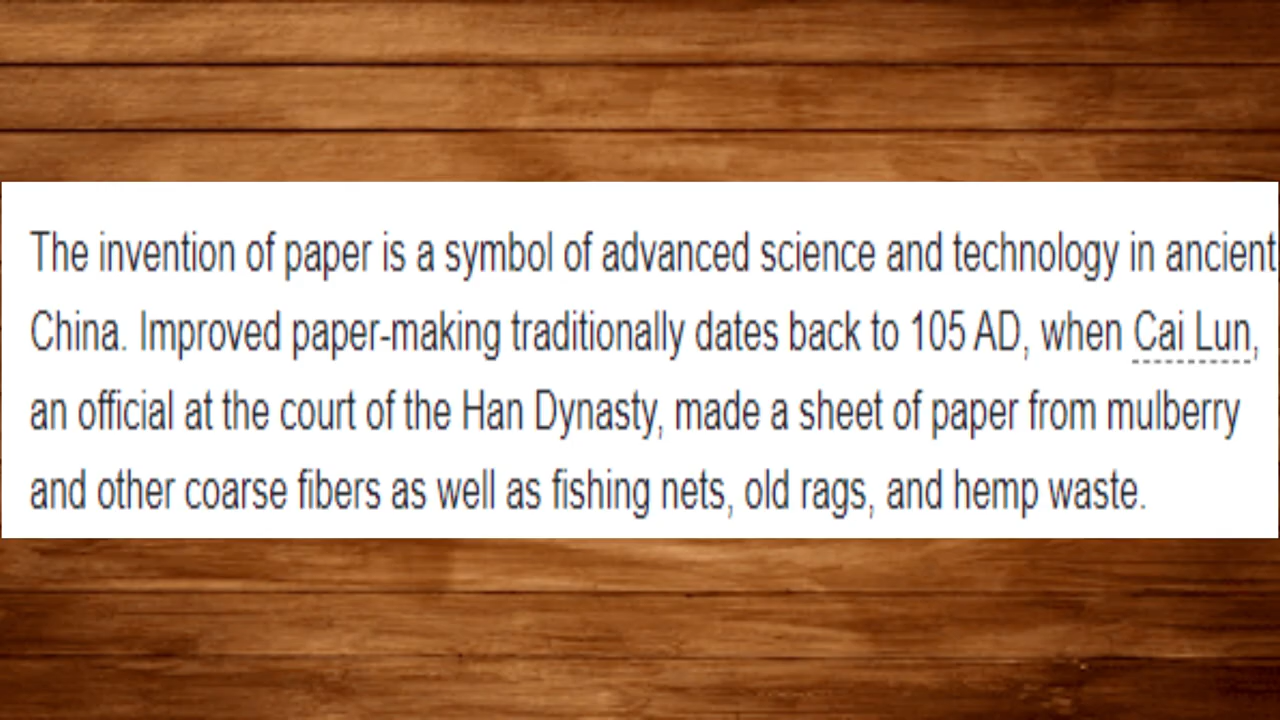 The invention of paper is a symbol of advanced science and technology in ancient
China. Improved paper-making traditionally dates back to 105 AD, when Cai Lun,
an official at the court of the Han Dynasty, made a sheet of paper from mulberry
and other coarse fibers as well as fishing nets, old rags, and hemp waste.